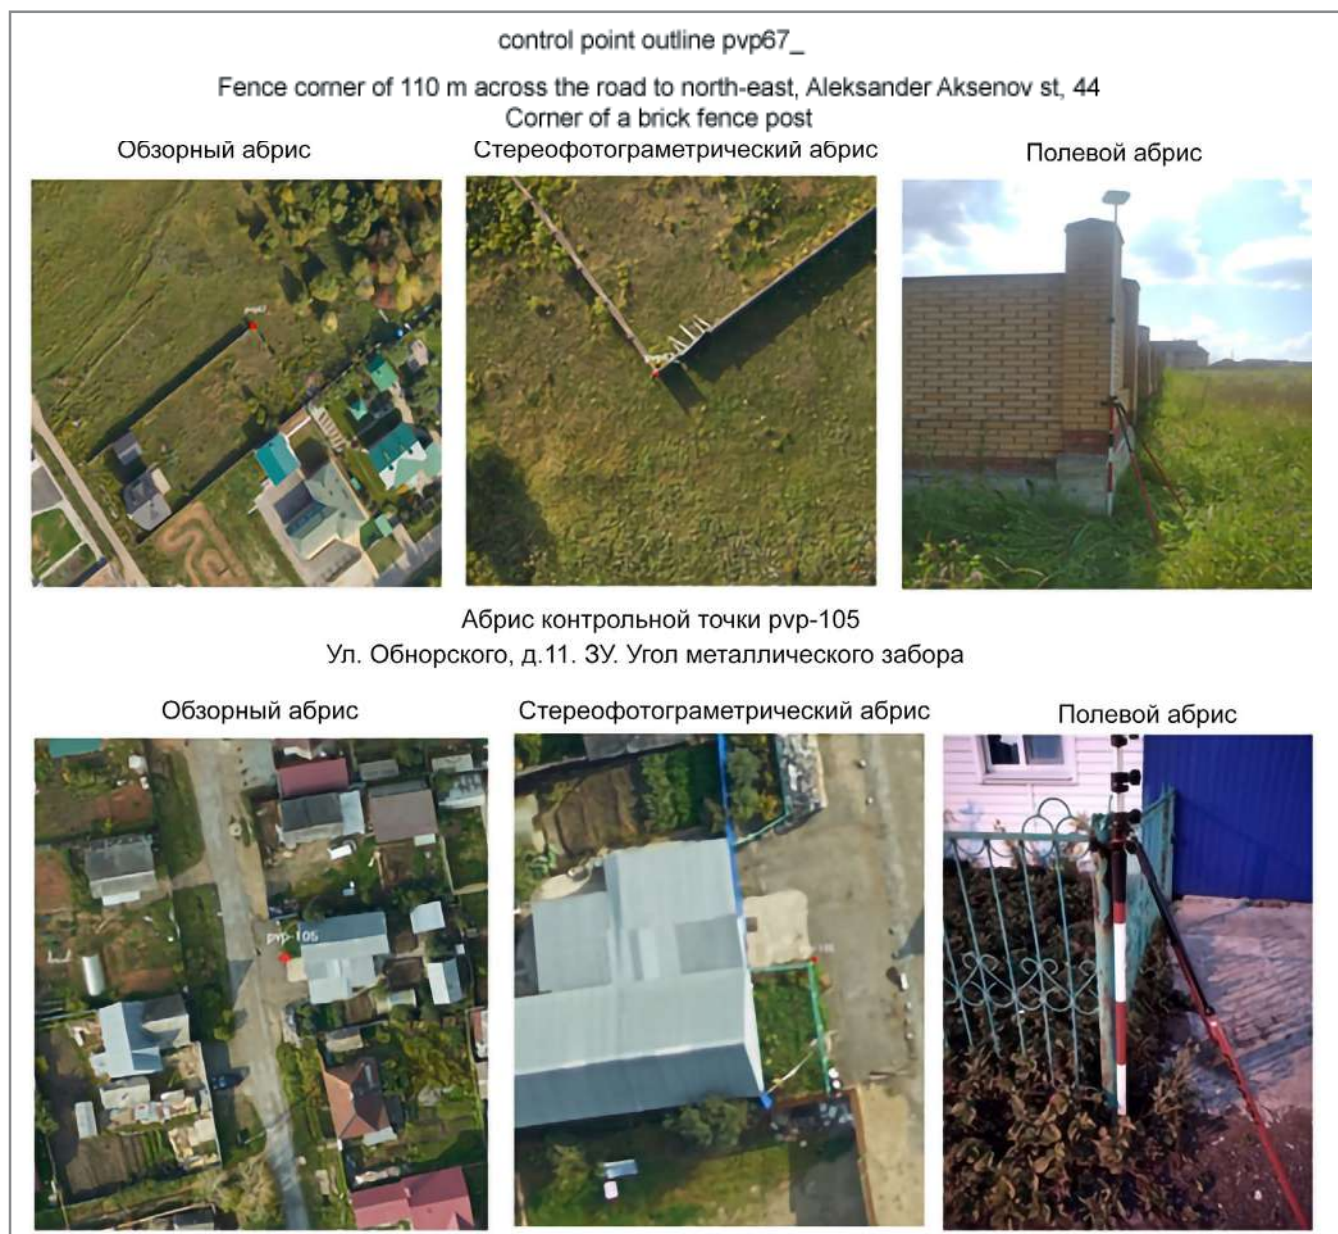 control point outline pvp67_
Fence corner of 110 m across the road to north-east, Aleksander Aksenov st, 44
Corner of a brick fence post
Обзорный абрис
Стереофотограметрический абрис
Полевой абрис
pvp67
Абрис контрольной точки pvp-105
Ул. Обнорского, д.11. ЗУ. Угол металлического забора
Обзорный абрис
Стереофотограметрический абрис
Полевой абрис
pvp-105